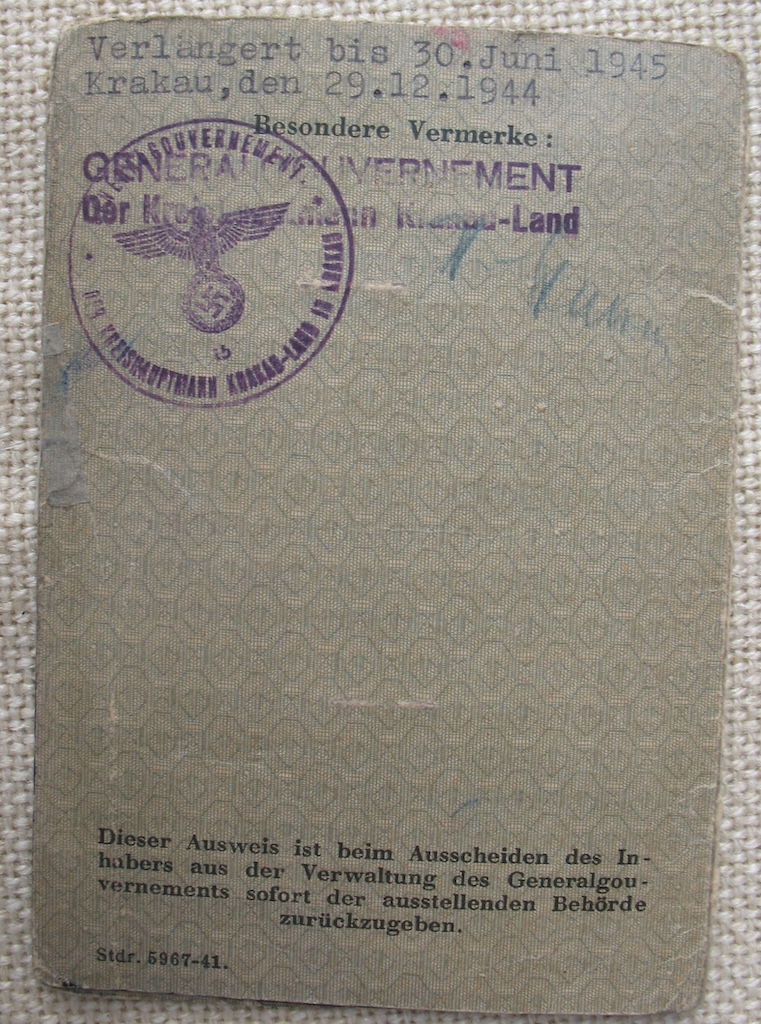 Verlängert bis 30.Juni 1945
Krakau,den 29.12.1944
Besondere Vermerke:
GENERALGOUVERNEMENT
Der Kreishauptmann Krakau-Land
GENERALGOUVERNEMENT
DER KREISHAUPTMANN KRAKAU-LAND IN KRAKAU
15
Dieser Ausweis ist beim Ausscheiden des In-
habers aus der Verwaltung des Generalgou-
vernements sofort der ausstellenden Behörde
zurückzugeben.
Stdr. 5967-41.